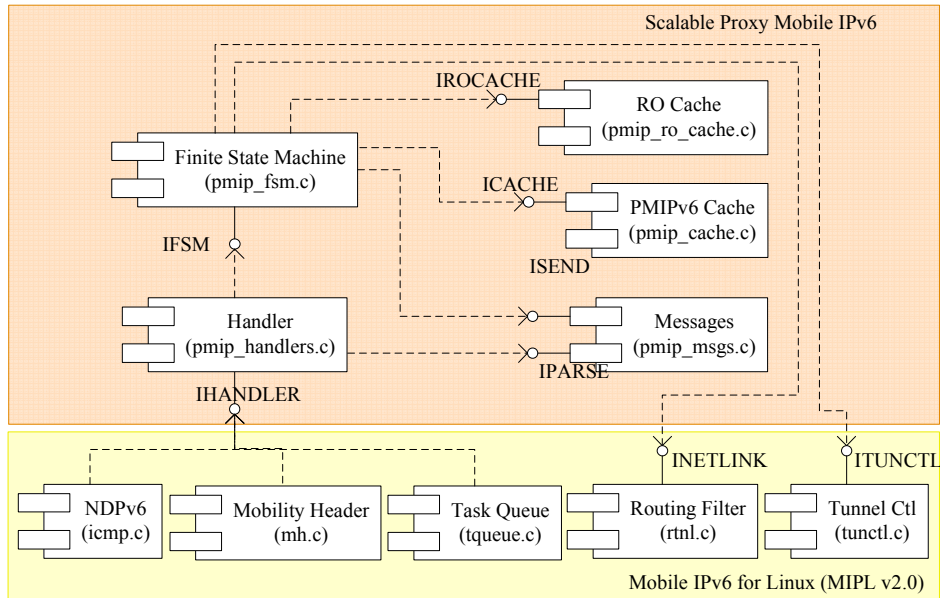 Scalable Proxy Mobile IPv6
IROCACHE
RO Cache
(pmip_ro_cache.c)
Finite State Machine
(pmip_fsm.c)
ICACHE
PMIPv6 Cache
(pmip_cache.c)
IFSM
ISEND
Handler
(pmip_handlers.c)
Messages
(pmip_msgs.c)
IPARSE
IHANDLER
INETLINK
ITUNCTL
NDPv6
(icmp.c)
Mobility Header
(mh.c)
Task Queue
(tqueue.c)
Routing Filter
(rtnl.c)
Tunnel Ctl
(tunctl.c)
Mobile IPv6 for Linux (MIPL v2.0)